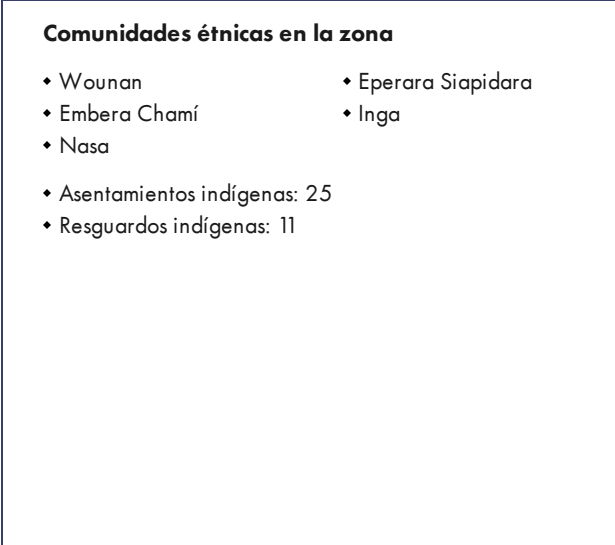 Comunidades étnicas en la zona
◆ Wounan
◆ Embera Chamí
◆ Nasa
◆ Eperara Siapidara
◆ Inga
◆ Asentamientos indígenas: 25
◆ Resguardos indígenas: 11